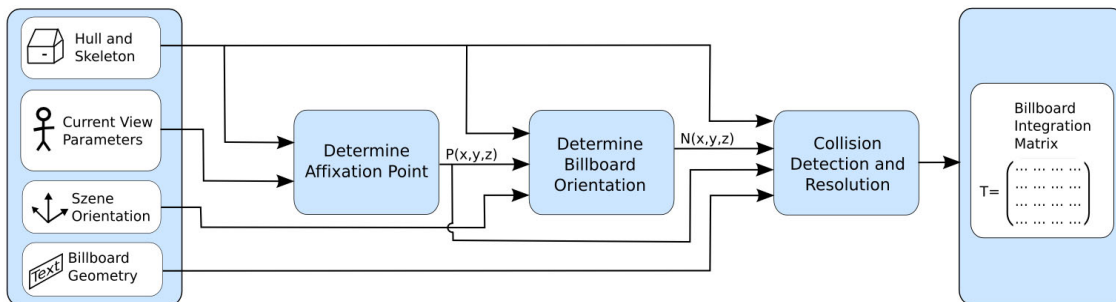 Hull and
Skeleton
Current View
Parameters
Szene
Orientation
Text
Billboard
Geometry
Determine
Affixation Point
P(x,y,z)
Determine
Billboard
Orientation
N(x,y,z)
Collision
Detection and
Resolution
Billboard
Integration
Matrix
T=
... ... ... ...
... ... ... ...
... ... ... ...
... ... ... ...